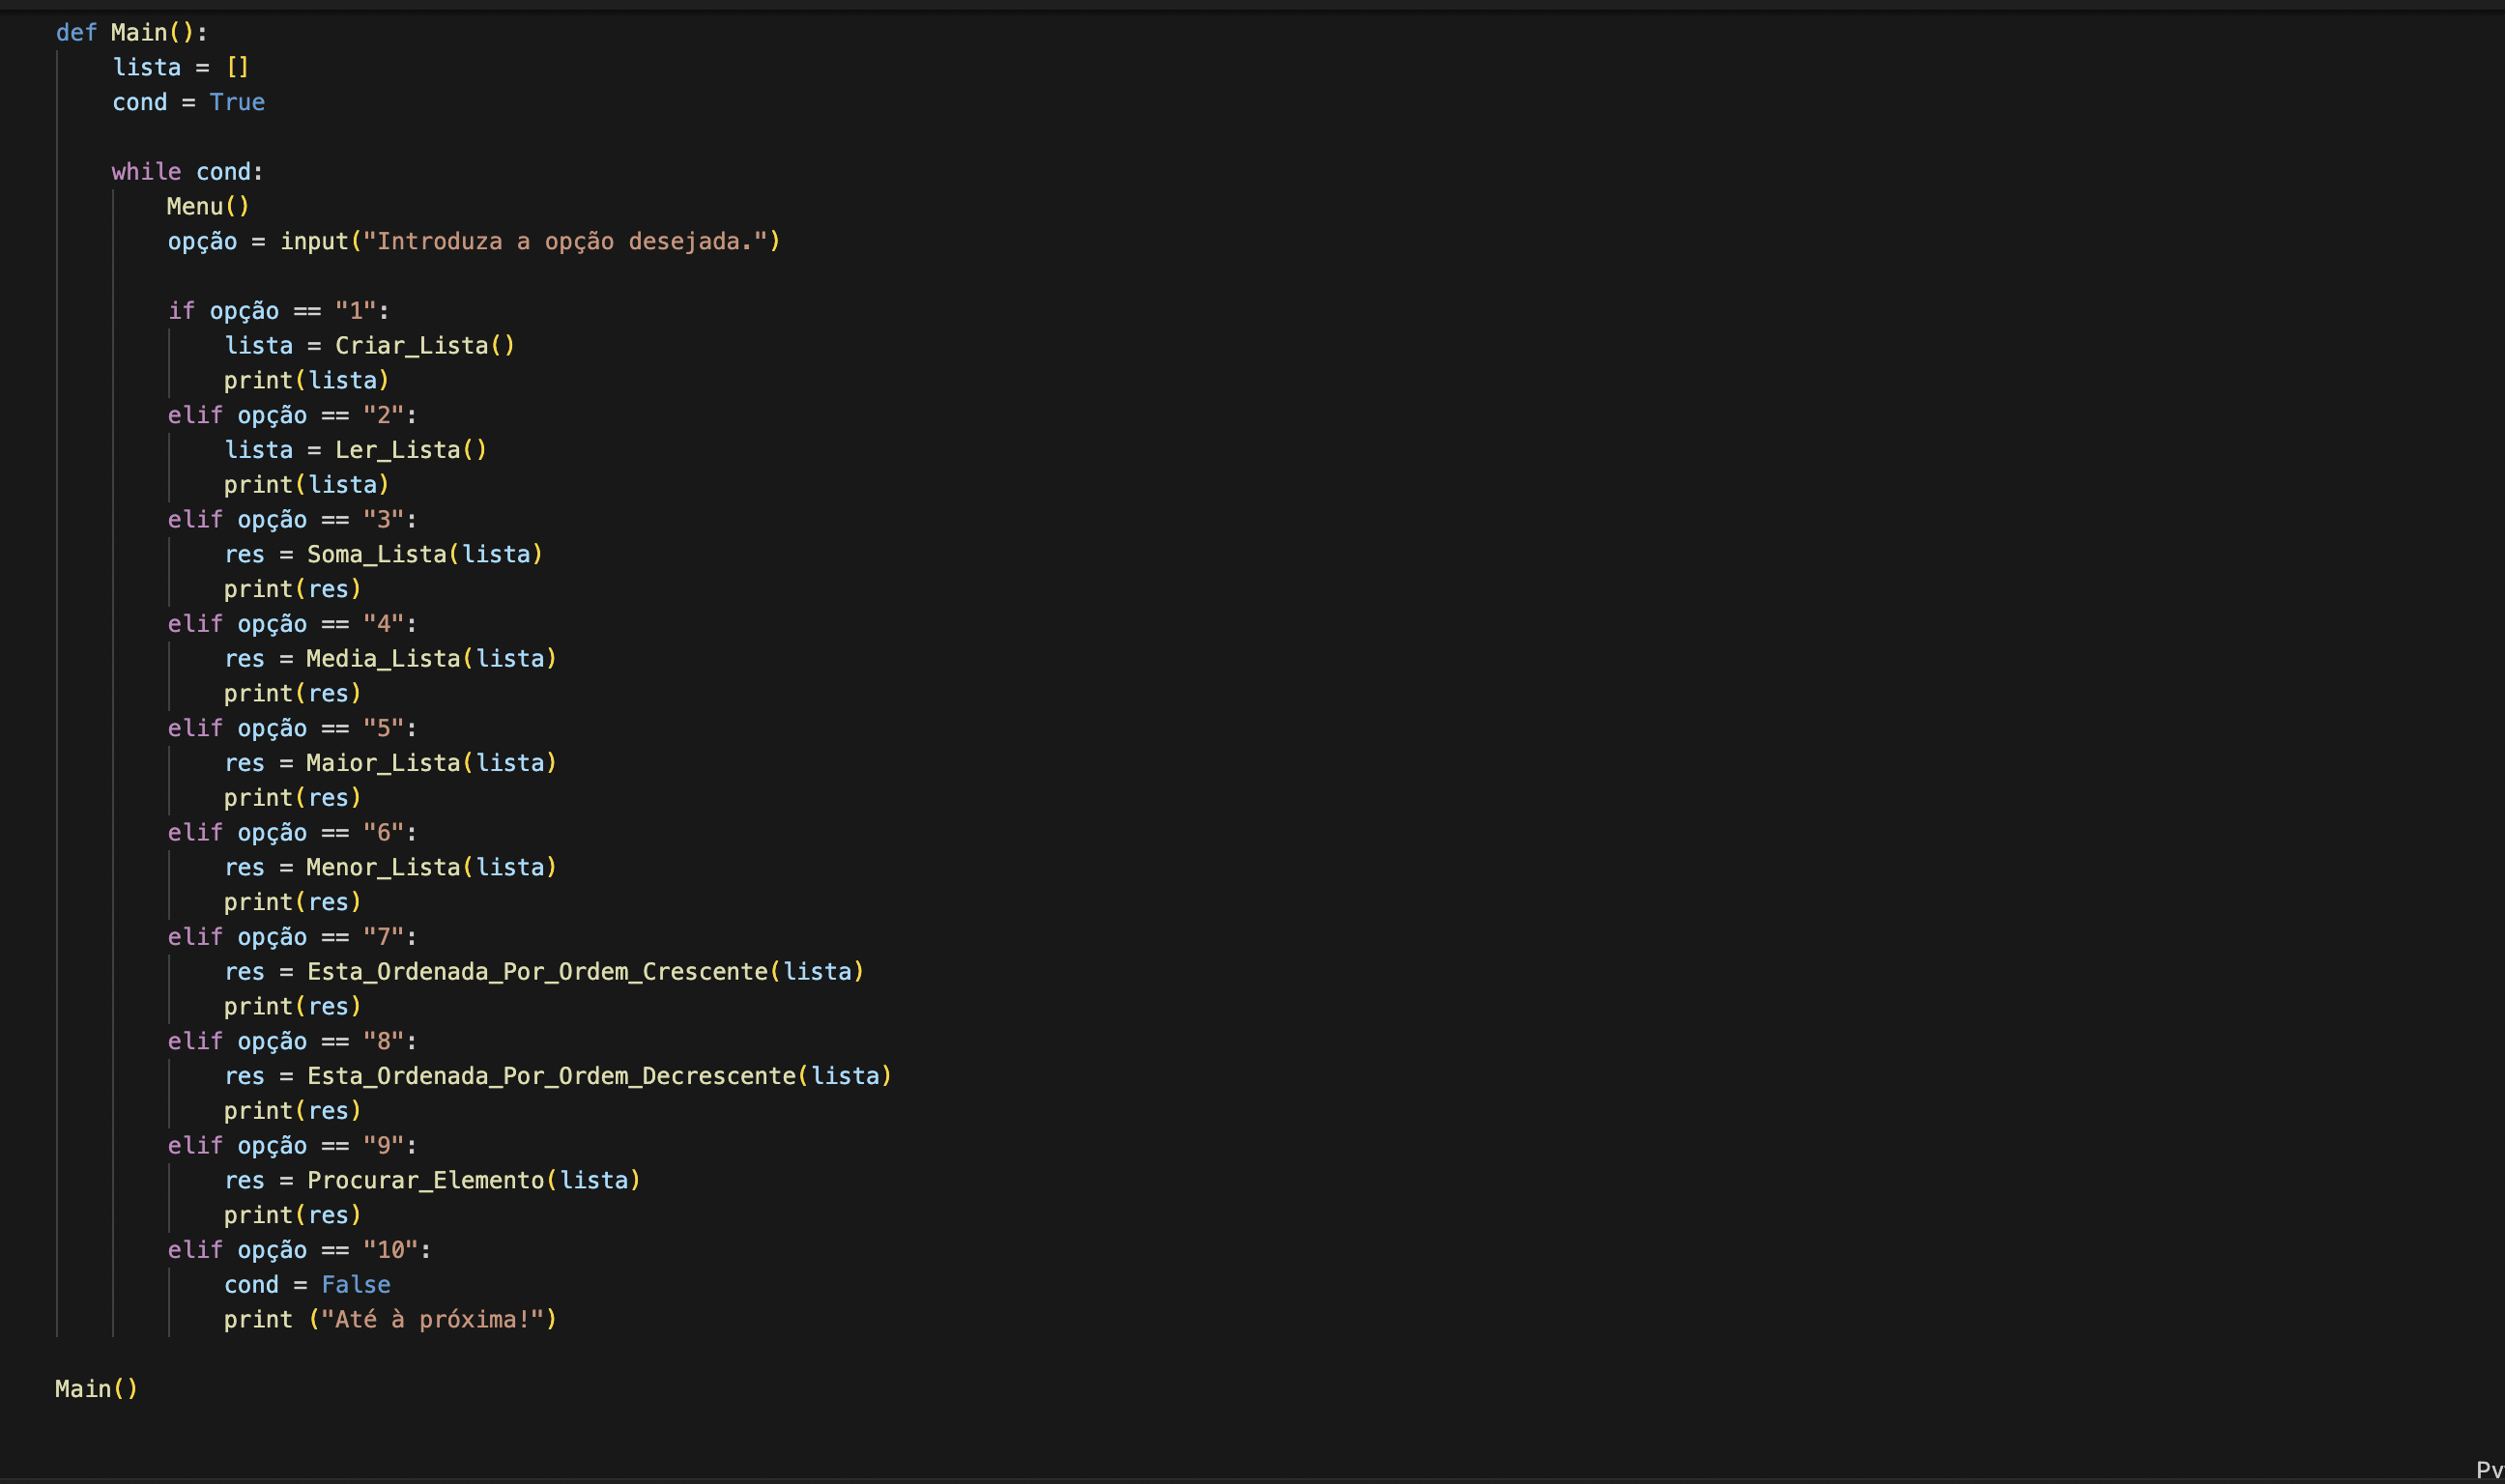 def Main():
    lista = []
    cond = True

    while cond:
        Menu()
        opção = input("Introduza a opção desejada.")

        if opção == "1":
            lista = Criar_Lista()
            print(lista)
        elif opção == "2":
            lista = Ler_Lista()
            print(lista)
        elif opção == "3":
            res = Soma_Lista(lista)
            print(res)
        elif opção == "4":
            res = Media_Lista(lista)
            print(res)
        elif opção == "5":
            res = Maior_Lista(lista)
            print(res)
        elif opção == "6":
            res = Menor_Lista(lista)
            print(res)
        elif opção == "7":
            res = Esta_Ordenada_Por_Ordem_Crescente(lista)
            print(res)
        elif opção == "8":
            res = Esta_Ordenada_Por_Ordem_Decrescente(lista)
            print(res)
        elif opção == "9":
            res = Procurar_Elemento(lista)
            print(res)
        elif opção == "10":
            cond = False
            print ("Até à próxima!")

Main()